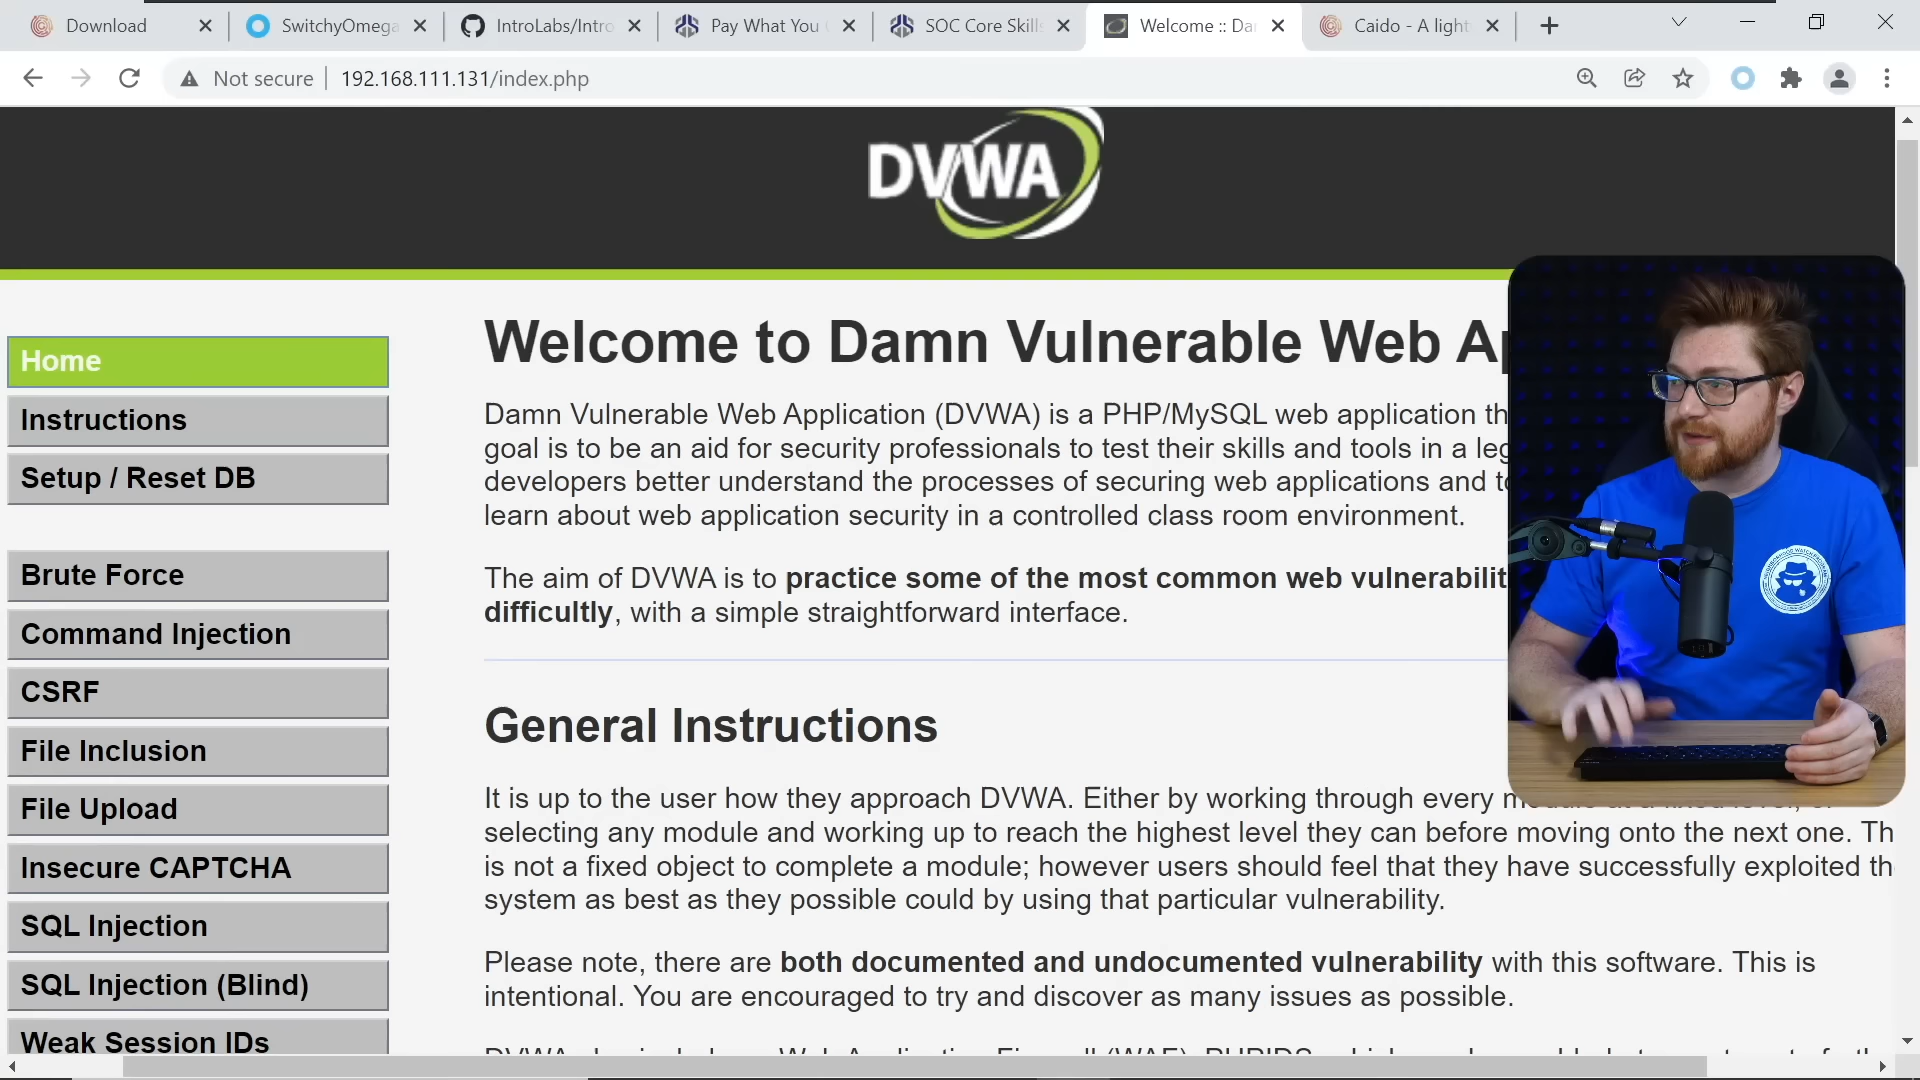 Download
SwitchyOmega
IntroLabs/Intro
Pay What You
SOC Core Skills
Welcome :: Da
Caido - A light
Not secure
192.168.111.131/index.php
DVWA
Home
Instructions
Setup / Reset DB
Brute Force
Command Injection
CSRF
File Inclusion
File Upload
Insecure CAPTCHA
SQL Injection
SQL Injection (Blind)
Weak Session IDs
Welcome to Damn Vulnerable Web A
Damn Vulnerable Web Application (DVWA) is a PHP/MySQL web application th
goal is to be an aid for security professionals to test their skills and tools in a leg
developers better understand the processes of securing web applications and to
learn about web application security in a controlled class room environment.
The aim of DVWA is to practice some of the most common web vulnerabilit
difficultly, with a simple straightforward interface.
General Instructions
It is up to the user how they approach DVWA. Either by working through every
selecting any module and working up to reach the highest level they can before moving onto the next one. Th
is not a fixed object to complete a module; however users should feel that they have successfully exploited th
system as best as they possible could by using that particular vulnerability.
Please note, there are both documented and undocumented vulnerability with this software. This is
intentional. You are encouraged to try and discover as many issues as possible.